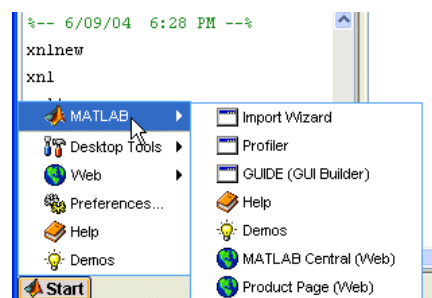 %-- 6/09/04 6:28 PM --%
xnlnew
xnl
MATLAB
Desktop Tools
Web
Preferences...
Help
Demos
Start
Import Wizard
Profiler
GUIDE (GUI Builder)
Help
Demos
MATLAB Central (Web)
Product Page (Web)